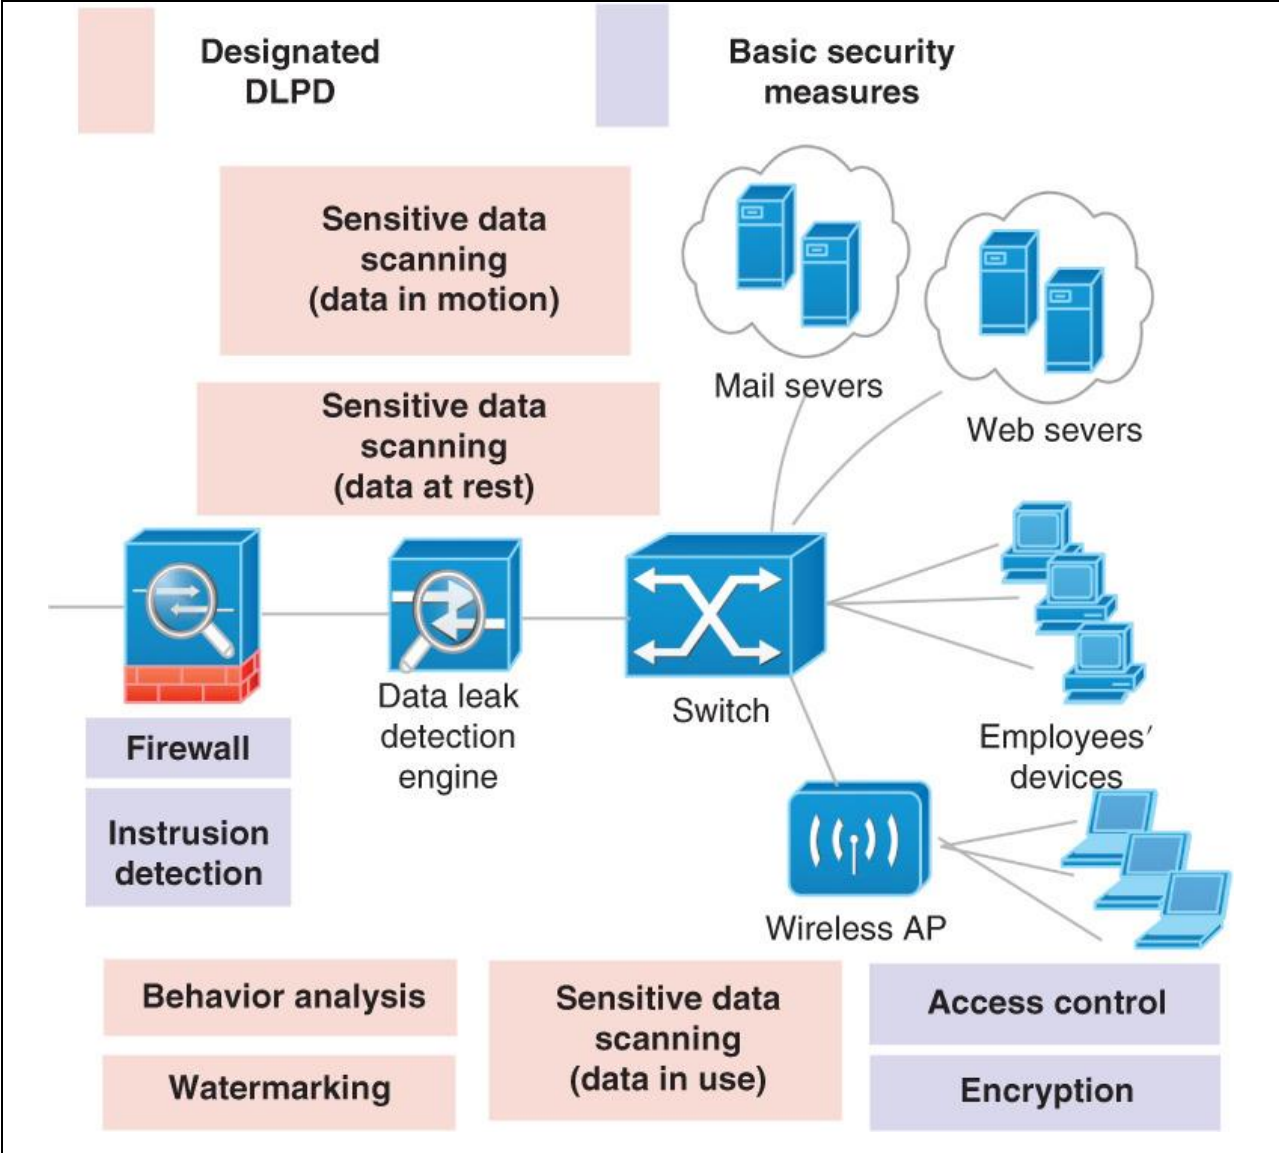 Designated
DLPD
Basic security
measures
Sensitive data
scanning
(data in motion)
Mail severs
Web severs
Sensitive data
scanning
(data at rest)
Data leak
detection
engine
Switch
Employees′
devices
Firewall
Instrusion
detection
Wireless AP
Behavior analysis
Watermarking
Sensitive data
scanning
(data in use)
Access control
Encryption